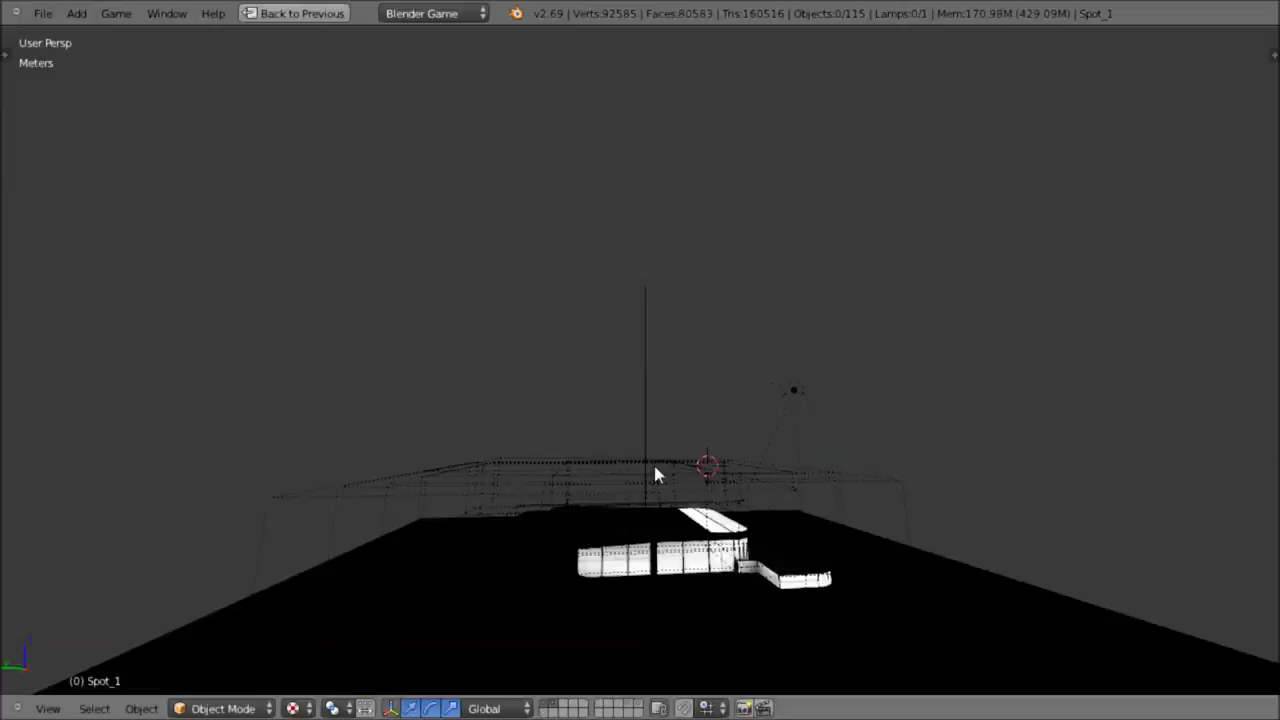 File Add Game Window Help Back to Previous Blender Game v2.69 | Verts:92585 | Faces:80583 | Tris:160516 | Objects:0/115 | Lamps:0/1 | Mem:170.98M (429.09M) | Spot_1
User Persp
Meters
(0) Spot_1
View Select Object Object Mode Global